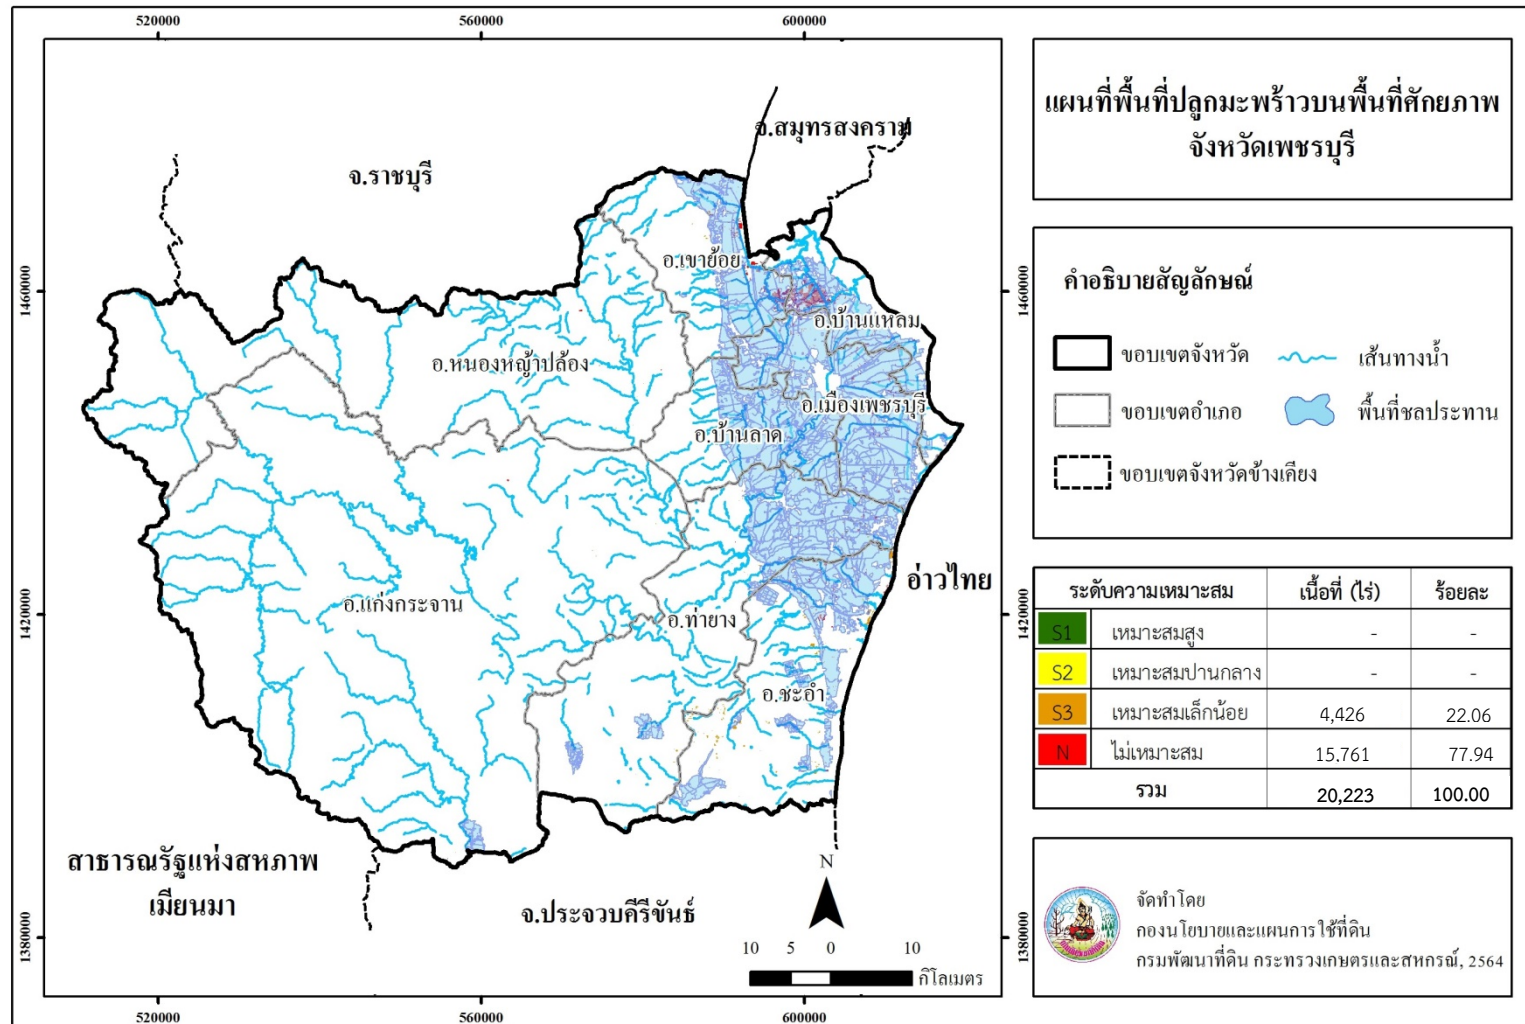 520000
560000
600000
1460000
1420000
1380000
จ.ราชบุรี
จ.สมุทรสงคราม
อ.เขาย้อย
อ.บ้านแหลม
อ.หนองหญ้าปล้อง
อ.เมืองเพชรบุรี
อ.บ้านลาด
อ.แก่งกระจาน
อ.ท่ายาง
อ.ชะอำ
อ่าวไทย
สาธารณรัฐแห่งสหภาพ
เมียนมา
จ.ประจวบคีรีขันธ์
N
10 5 0 10
กิโลเมตร
1460000
1420000
1380000
520000
560000
600000
แผนที่พื้นที่ปลูกมะพร้าวบนพื้นที่ศักยภาพ
จังหวัดเพชรบุรี
คำอธิบายสัญลักษณ์
ขอบเขตจังหวัด
เส้นทางน้ำ
ขอบเขตอำเภอ
พื้นที่ชลประทาน
ขอบเขตจังหวัดข้างเคียง
ระดับความเหมาะสม เนื้อที่ (ไร่) ร้อยละ
S1 เหมาะสมสูง - -
S2 เหมาะสมปานกลาง - -
S3 เหมาะสมเล็กน้อย 4,426 22.06
N ไม่เหมาะสม 15.761 77.94
รวม 20,223 100.00
จัดทำโดย
กองนโยบายและแผนการใช้ที่ดิน
กรมพัฒนาที่ดิน กระทรวงเกษตรและสหกรณ์, 2564